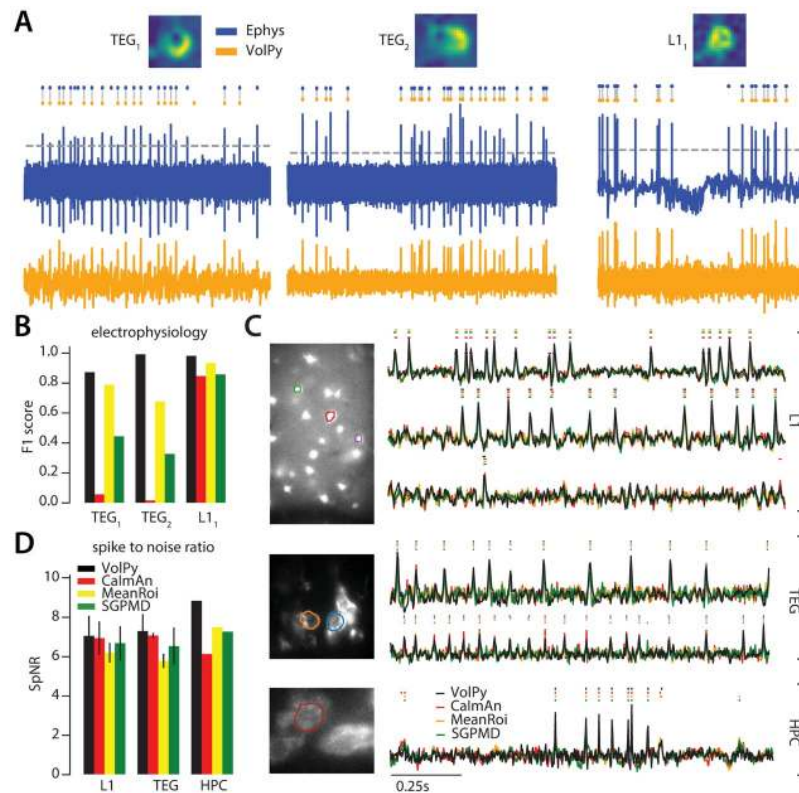 A
TEG1
TEG2
L11
Ephys
VolPy
B
electrophysiology
F1 score
1.0
0.8
0.6
0.4
0.2
0.0
TEG1
TEG2
L11
C
L1
TEG
HPC
VolPy
CaImAn
MeanRoi
SGPMD
0.25s
D
spike to noise ratio
VolPy
CaImAn
MeanRoi
SGPMD
SpNR
10
8
6
4
2
0
L1
TEG
HPC